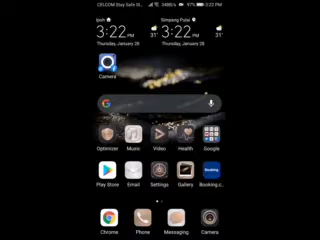 CELCOM Stay Safe St...
348B/s
97%
3:22 PM
Ipoh
Simpang Pulai
3:22 PM
31°
3:22 PM
31°
Thursday, January 28
Thursday, January 28
Camera
Optimizer
Music
Video
Health
Google
Play Store
Email
Settings
Gallery
Booking.c...
Chrome
Phone
Messaging
Camera